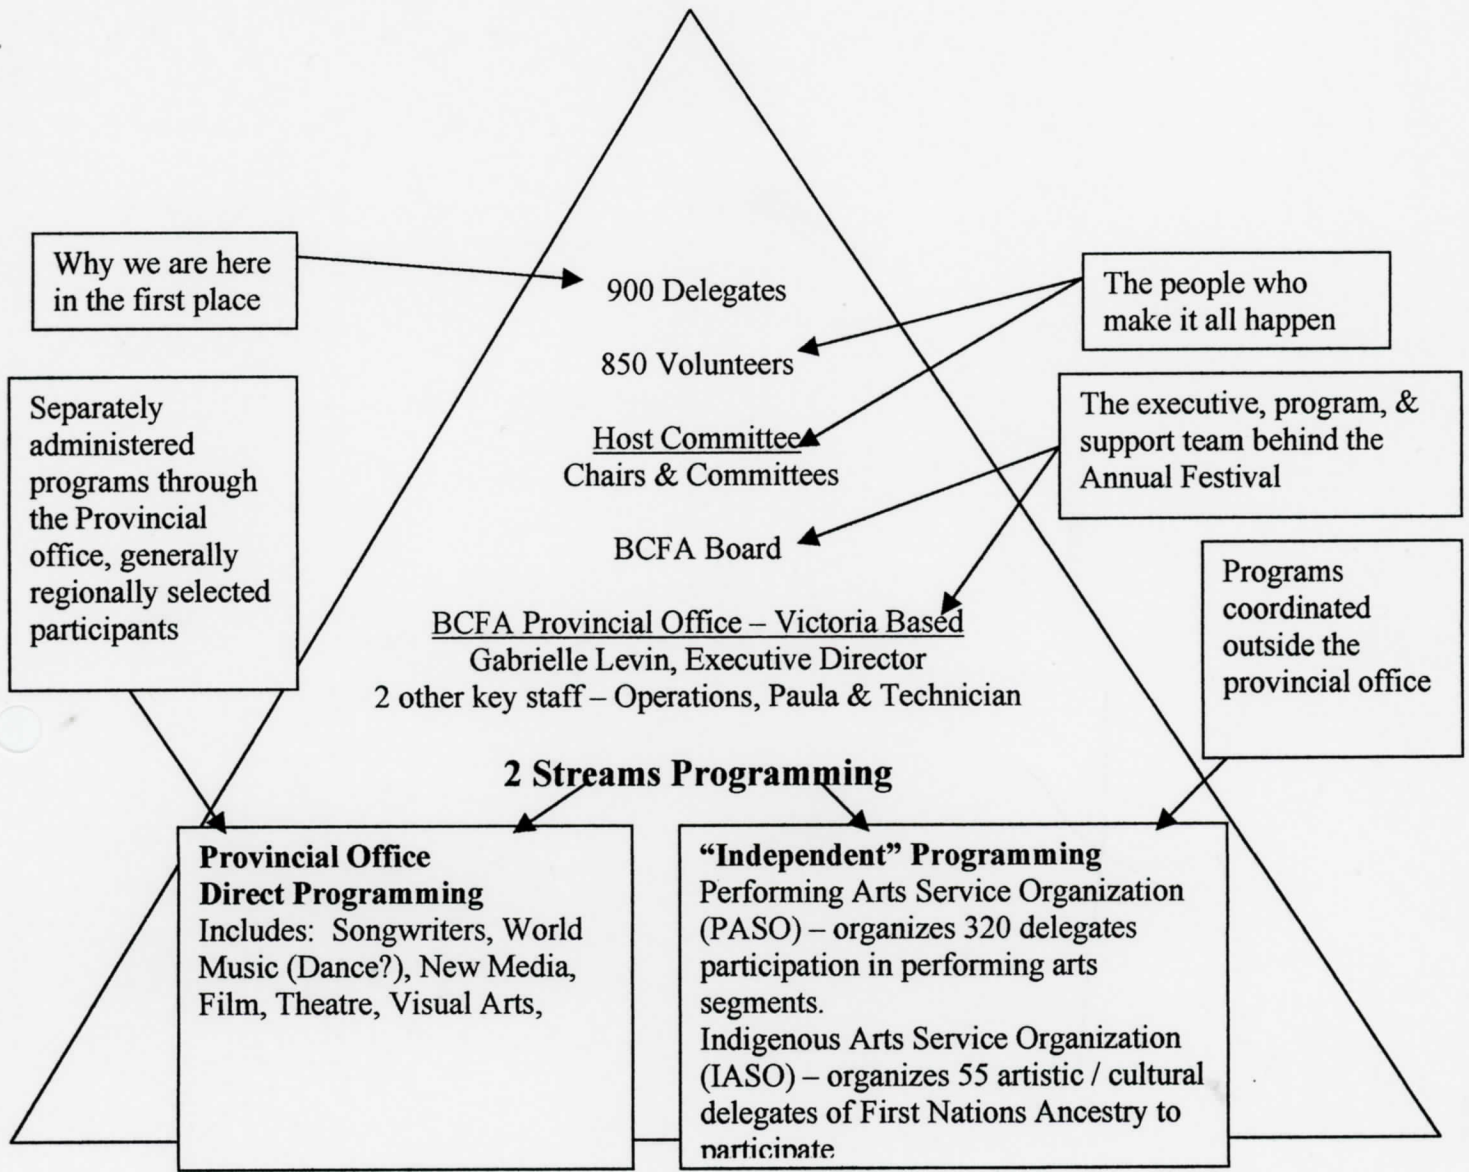 Why we are here
in the first place
900 Delegates
The people who
make it all happen
850 Volunteers
Separately
administered
programs through
the Provincial
office, generally
regionally selected
participants
Host Committee
Chairs & Committees
The executive, program, &
support team behind the
Annual Festival
BCFA Board
Programs
coordinated
outside the
provincial office
BCFA Provincial Office – Victoria Based
Gabrielle Levin, Executive Director
2 other key staff – Operations, Paula & Technician
2 Streams Programming
Provincial Office
Direct Programming
Includes: Songwriters, World
Music (Dance?), New Media,
Film, Theatre, Visual Arts,
“Independent” Programming
Performing Arts Service Organization
(PASO) – organizes 320 delegates
participation in performing arts
segments.
Indigenous Arts Service Organization
(IASO) – organizes 55 artistic / cultural
delegates of First Nations Ancestry to
participate